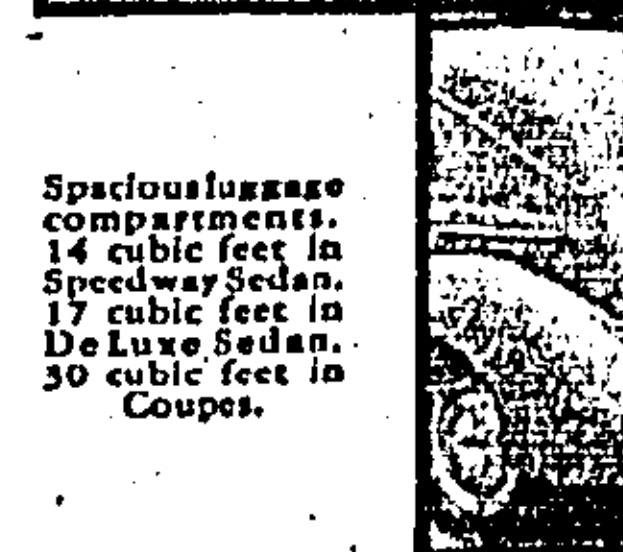 Spacious luggage
compartments.
14 cubic feet in
Speedway Sedan.
17 cubic feet in
De Luxe Sedan.
30 cubic feet in
Coupes.